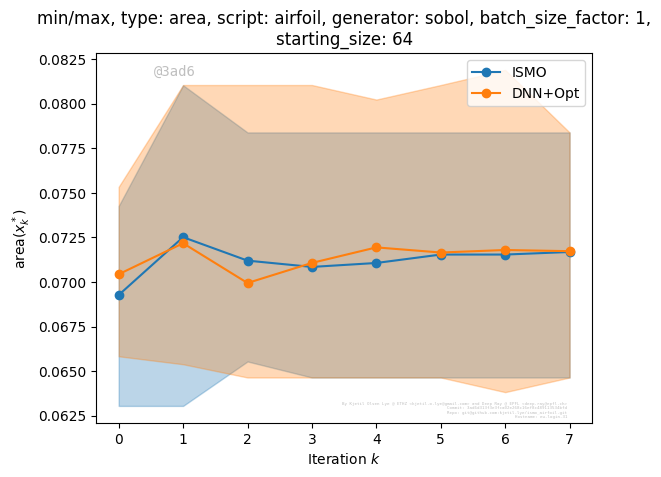 min/max, type: area, script: airfoil, generator: sobol, batch_size_factor: 1,
starting_size: 64
@3ad6
ISMO
DNN+Opt
0.0825
0.0800
0.0775
0.0750
0.0725
0.0700
0.0675
0.0650
0.0625
area(x*k)
0 1 2 3 4 5 6 7
Iteration k